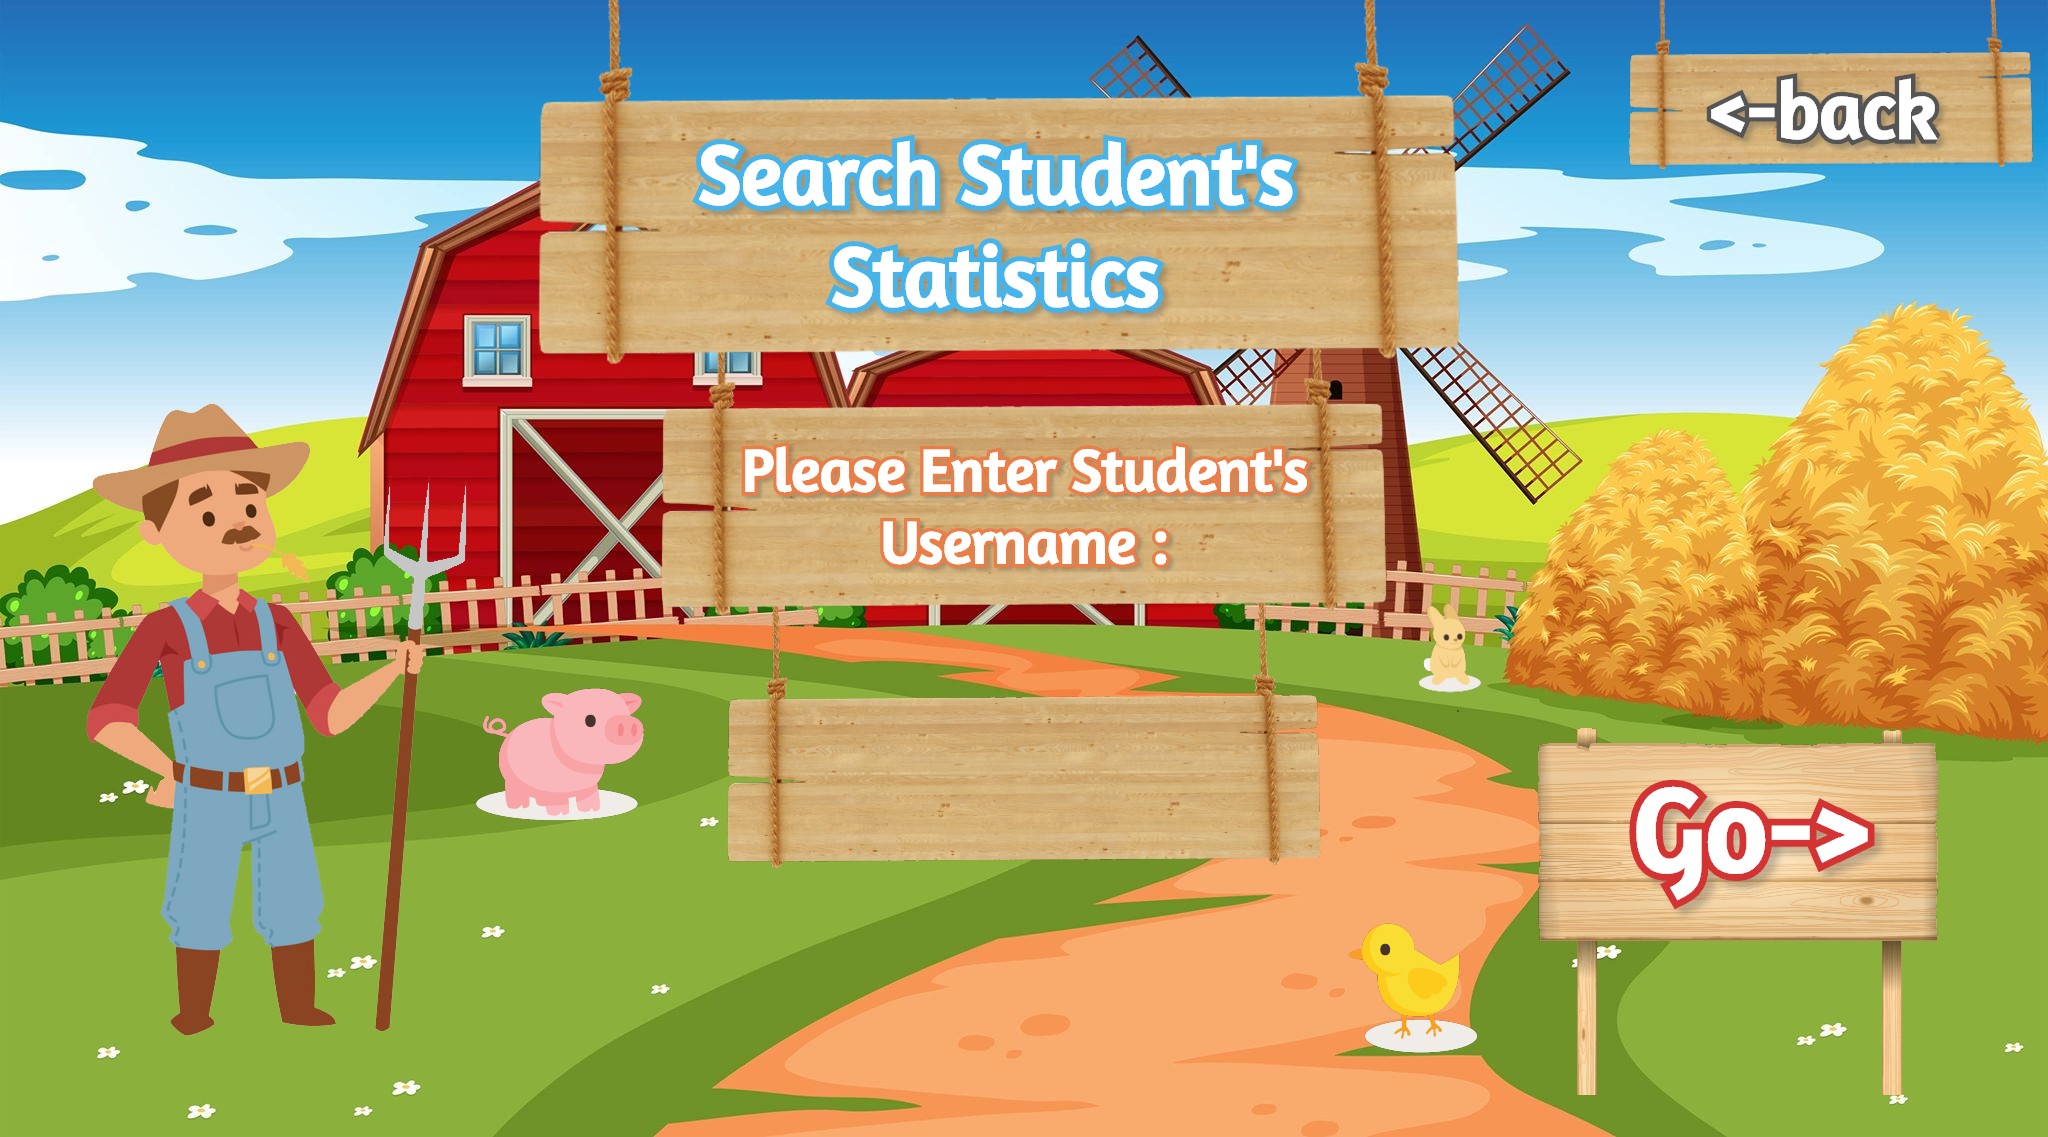 <-back
Search Student's
Statistics
Please Enter Student's
Username :
Go->